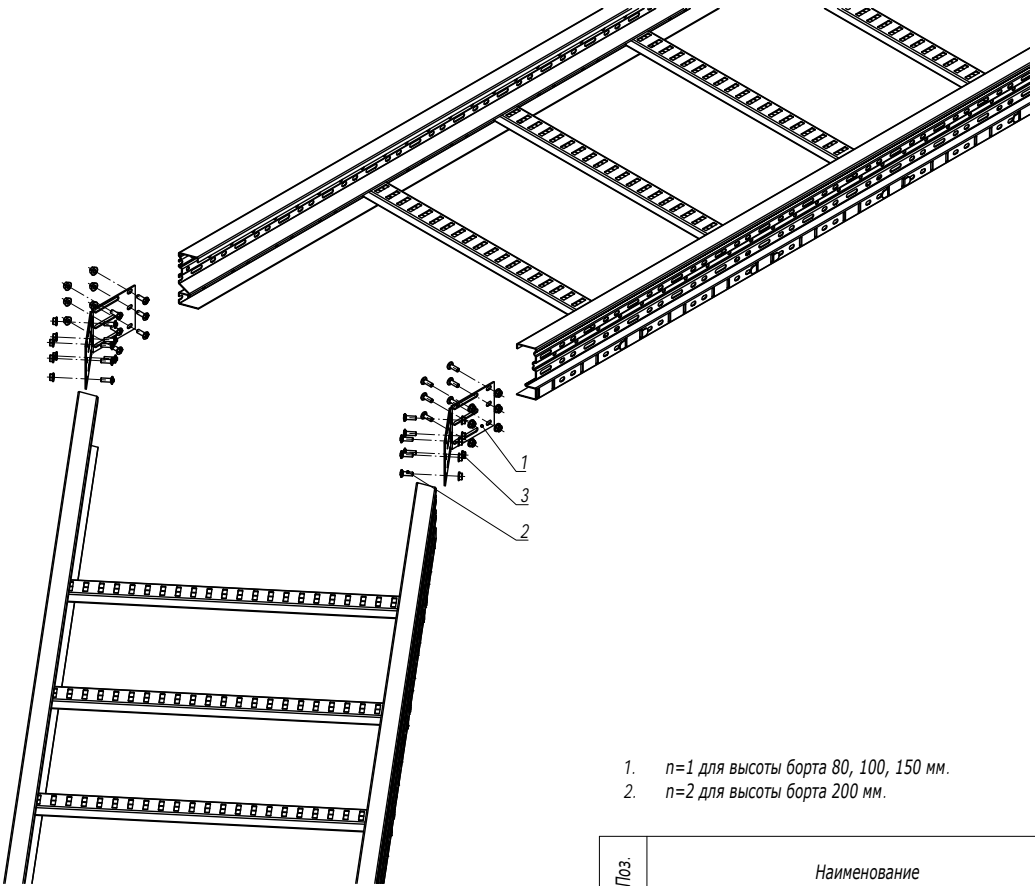 1
3
2
1. n=1 для высоты борта 80, 100, 150 мм.
2. n=2 для высоты борта 200 мм.
Поз.
Наименование